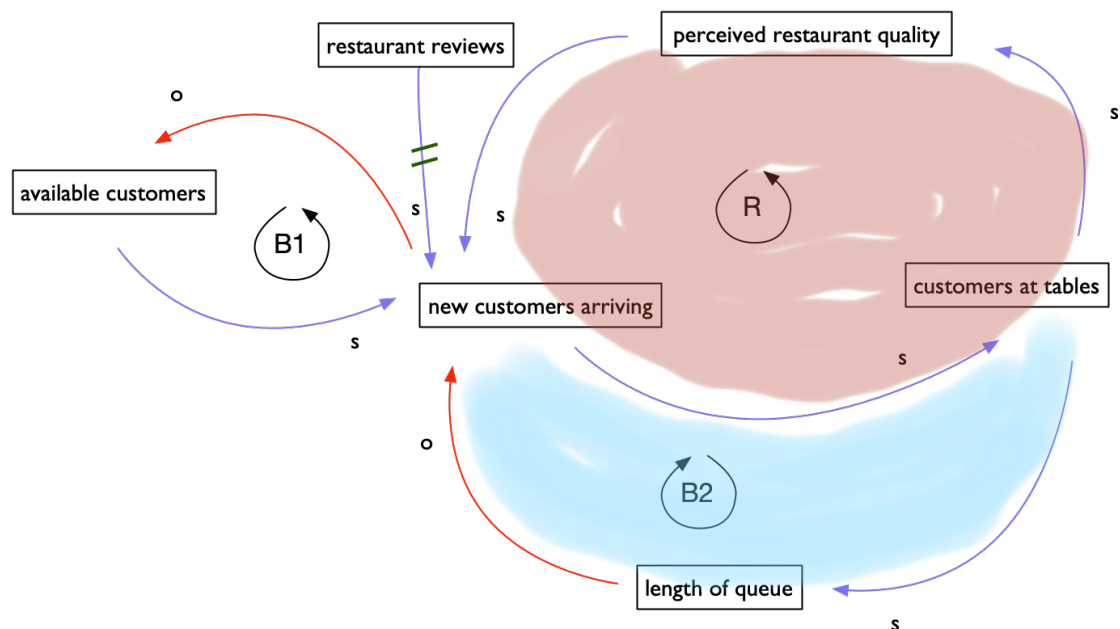 perceived restaurant quality
restaurant reviews
o
s
available customers
R
s
s
B1
customers at tables
new customers arriving
s
s
o
B2
length of queue
s